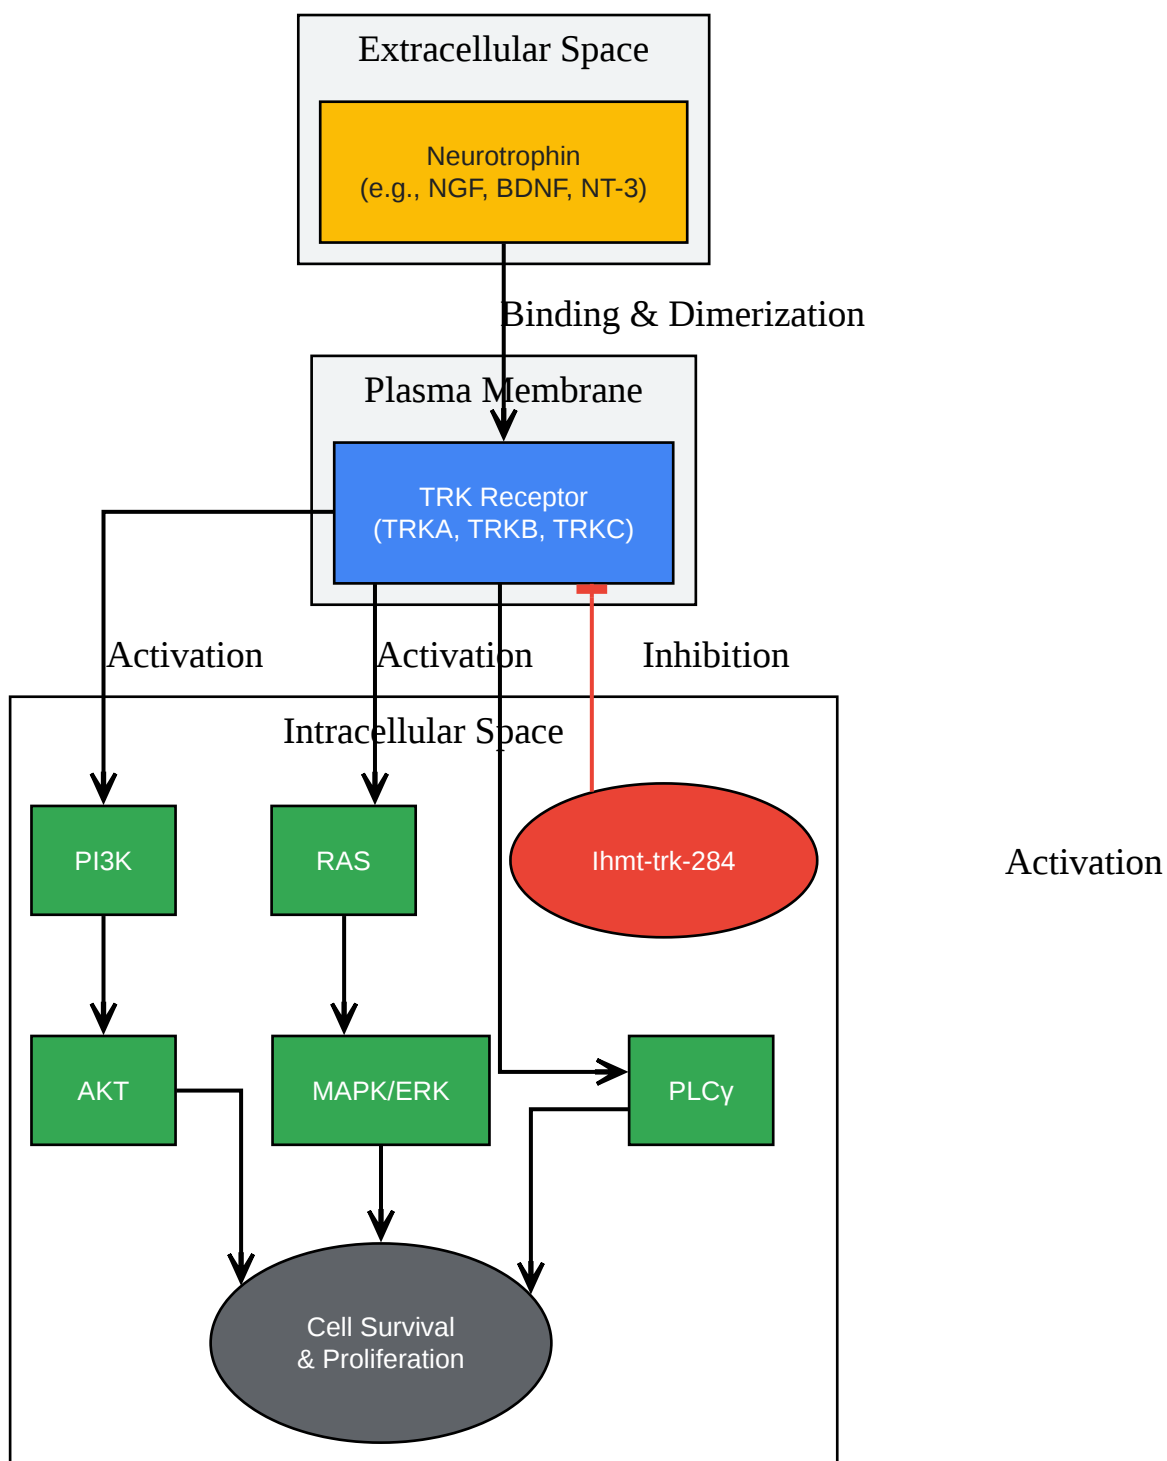 Extracellular Space
Neurotrophin
(e.g., NGF, BDNF, NT-3)
Binding & Dimerization
Plasma Membrane
TRK Receptor
(TRKA, TRKB, TRKC)
Activation
Activation
Inhibition
Intracellular Space
PI3K
RAS
Ihmt-trk-284
Activation
AKT
MAPK/ERK
PLCγ
Cell Survival
& Proliferation